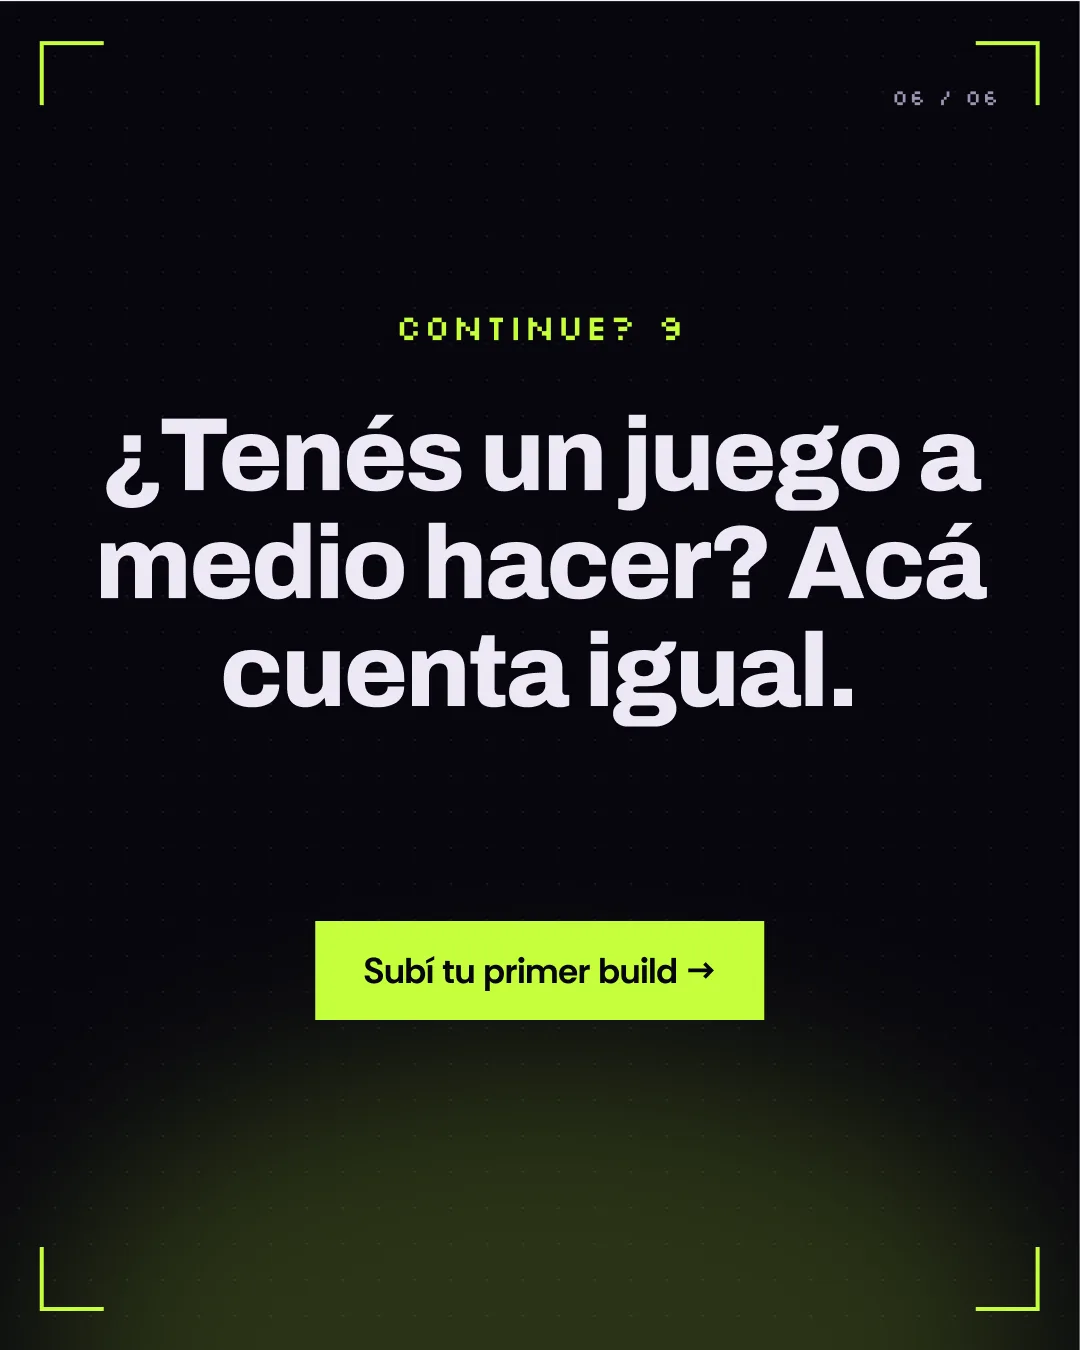 06 / 06
CONTINUE? 9
¿Tenés un juego a
medio hacer? Acá
cuenta igual.
Subí tu primer build →